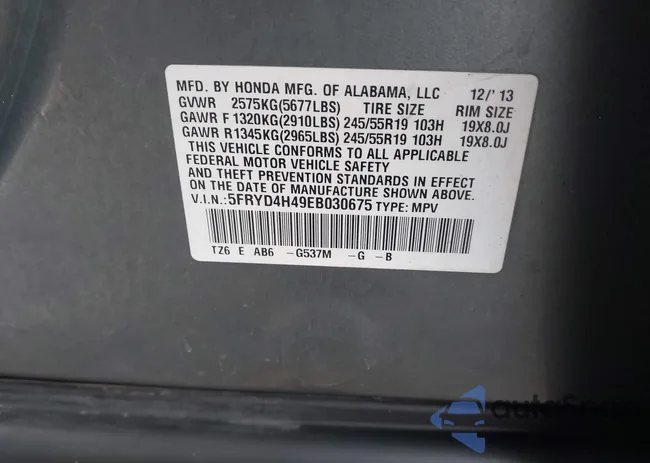 MFD. BY HONDA MFG. OF ALABAMA, LLC 12/'13
GVWR 2575KG(5677LBS) TIRE SIZE RIM SIZE
GAWR F 1320KG(2910LBS) 245/55R19 103H 19X8.0J
GAWR R1345KG(2965LBS) 245/55R19 103H 19X8.0J
THIS VEHICLE CONFORMS TO ALL APPLICABLE
FEDERAL MOTOR VEHICLE SAFETY
AND THEFT PREVENTION STANDARDS IN EFFECT
ON THE DATE OF MANUFACTURE SHOWN ABOVE.
V.I.N.:5FRYD4H49EB030675 TYPE: MPV
TZ6 E AB6 -G537M -G -B